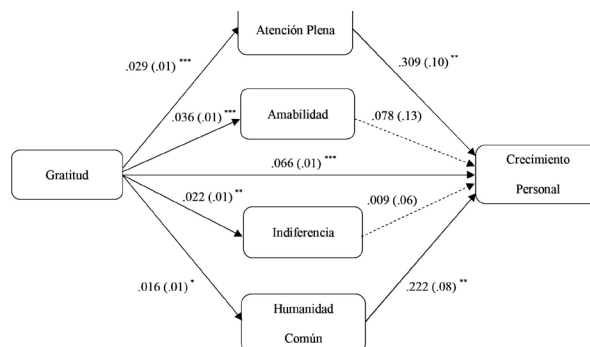 Atención Plena
.029 (.01) ***
.309 (.10) **
.036 (.01) ***
Amabilidad
.078 (.13)
Gratitud
.066 (.01) ***
Crecimiento
Personal
.022 (.01) **
Indiferencia
.009 (.06)
.016 (.01) *
Humanidad
Común
.222 (.08) **